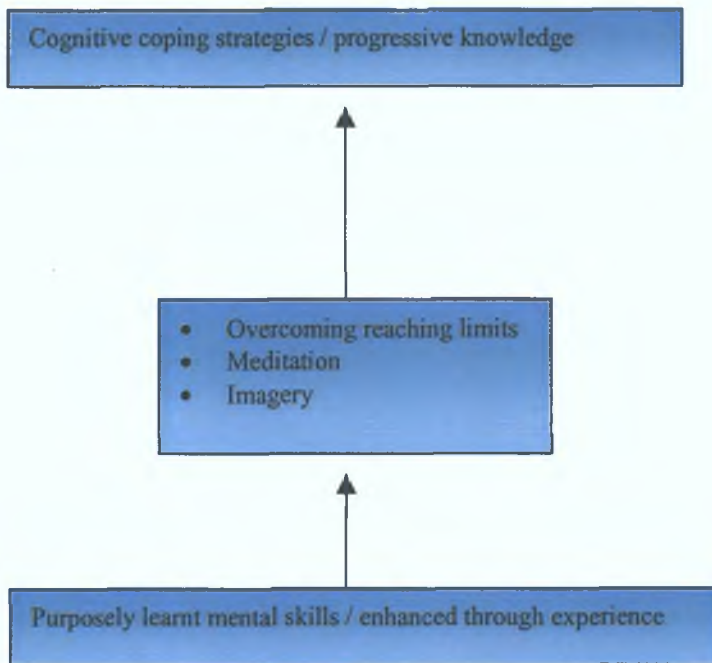 Cognitive coping strategies / progressive knowledge
• Overcoming reaching limits
• Meditation
• Imagery
Purposely learnt mental skills / enhanced through experience